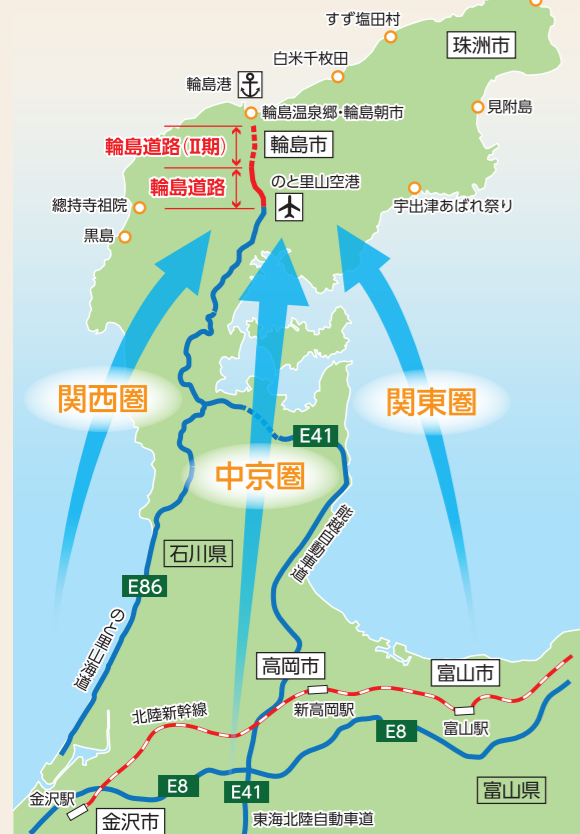 すず塩田村
珠洲市
白米千枚田
輪島港
輪島温泉郷・輪島朝市
見附島
輪島道路(Ⅱ期)
輪島市
輪島道路
のと里山空港
總持寺祖院
宇出津あばれ祭り
黒島
関西圏
関東圏
E41
中京圏
能越自動車道
石川県
E86
のと里山海道
高岡市
富山市
北陸新幹線
新高岡駅
富山駅
E8
E8
E41
富山県
金沢駅
金沢市
東海北陸自動車道